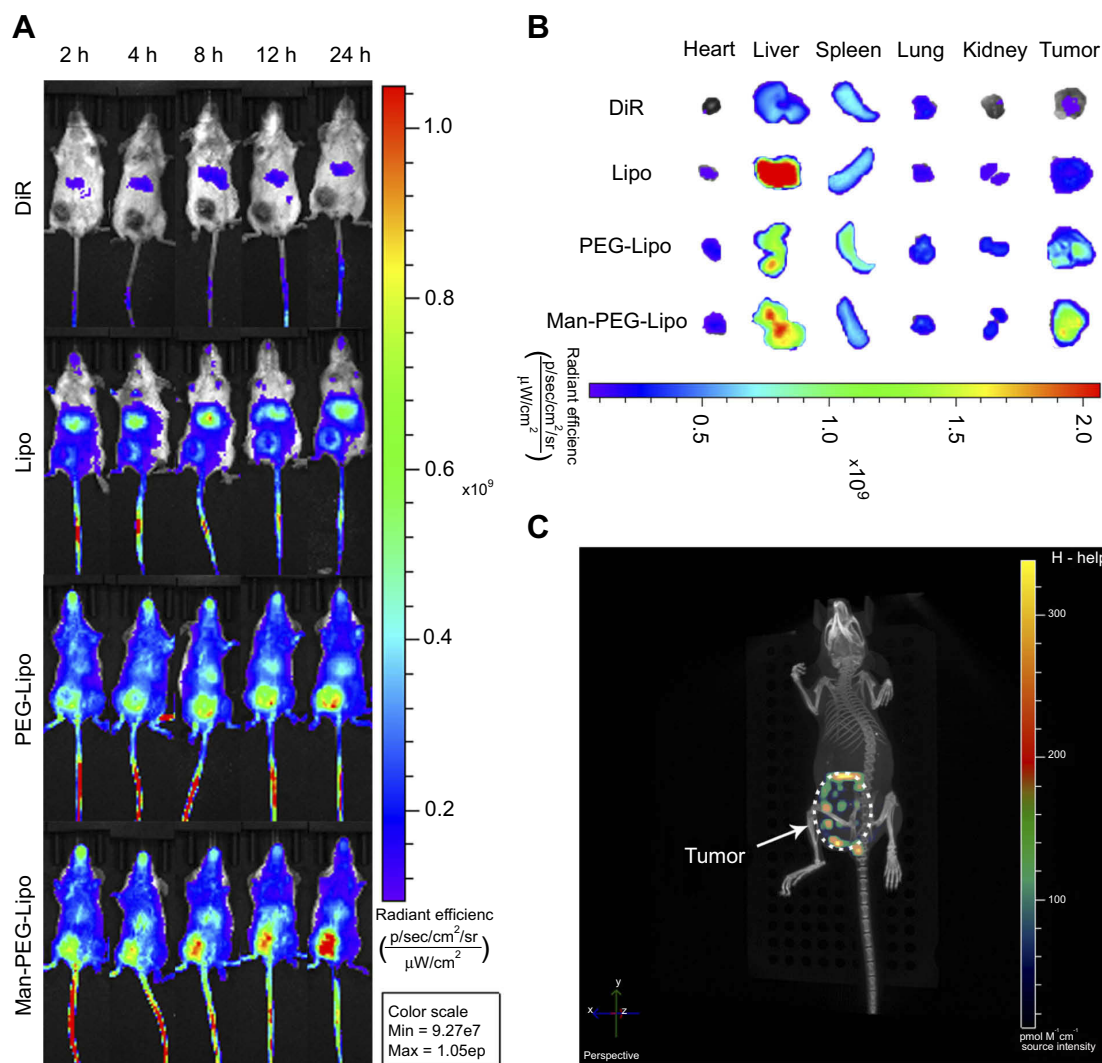 A
2 h 4 h 8 h 12 h 24 h
DiR
Lipo
PEG-Lipo
Man-PEG-Lipo
1.0
0.8
0.6
x10⁹
0.4
0.2
Radiant efficienc
(p/sec/cm²/sr
μW/cm²)
Color scale
Min = 9.27e7
Max = 1.05ep
B
Heart Liver Spleen Lung Kidney Tumor
DiR
Lipo
PEG-Lipo
Man-PEG-Lipo
Radiant efficienc
(p/sec/cm²/sr
μW/cm²)
0.5 1.0 1.5 2.0
x10⁹
C
H - help
300
200
100
Tumor
y
x z
Perspective
pmol M⁻¹cm⁻¹
source intensity